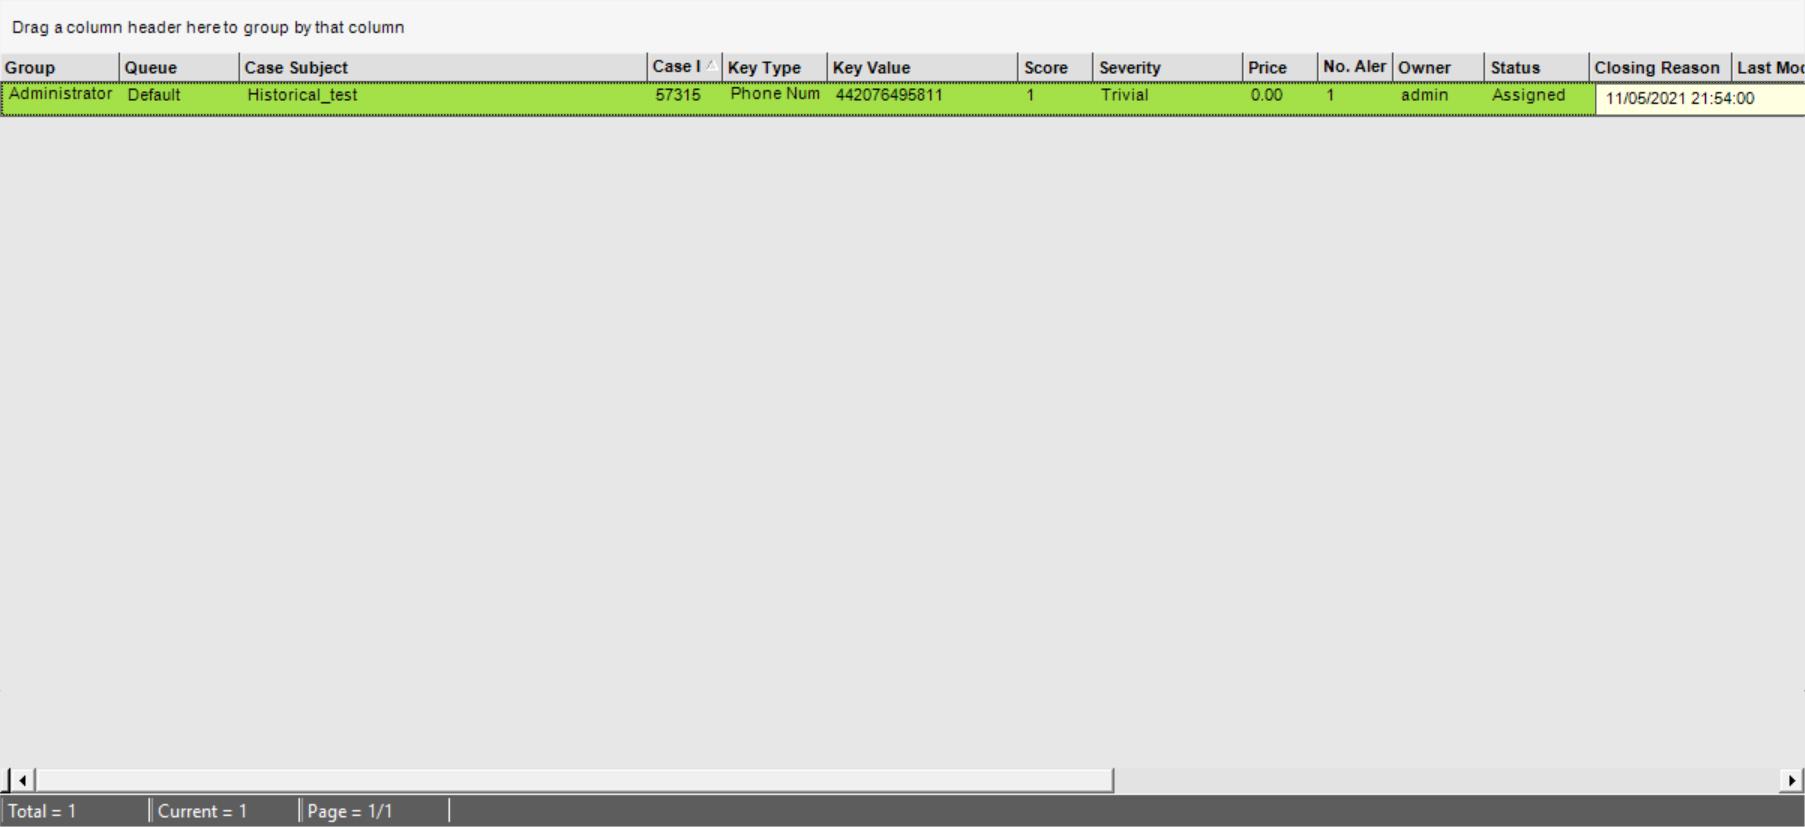 Drag a column header here to group by that column
Group Queue Case Subject Case I Key Type Key Value Score Severity Price No. Aler Owner Status Closing Reason Last Mod
Administrator Default Historical_test 57315 Phone Num 442076495811 1 Trivial 0.00 1 admin Assigned 11/05/2021 21:54:00
Total = 1 Current = 1 Page = 1/1